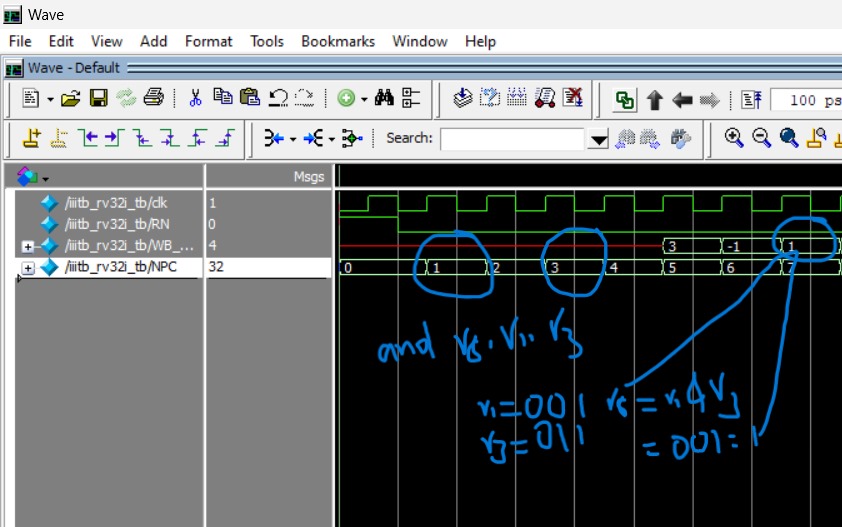 Wave
File Edit View Add Format Tools Bookmarks Window Help
Wave - Default
100 ps
Search:
Msgs
/iiitb_rv32i_tb/clk 1
/iiitb_rv32i_tb/RN 0
/iiitb_rv32i_tb/WB_... 4 3 -1 1
/iiitb_rv32i_tb/NPC 32 0 1 2 3 4 5 6 7
and r8, r1, r3
r1=001 r8 = r1 & r3
r3=011 = 001=1